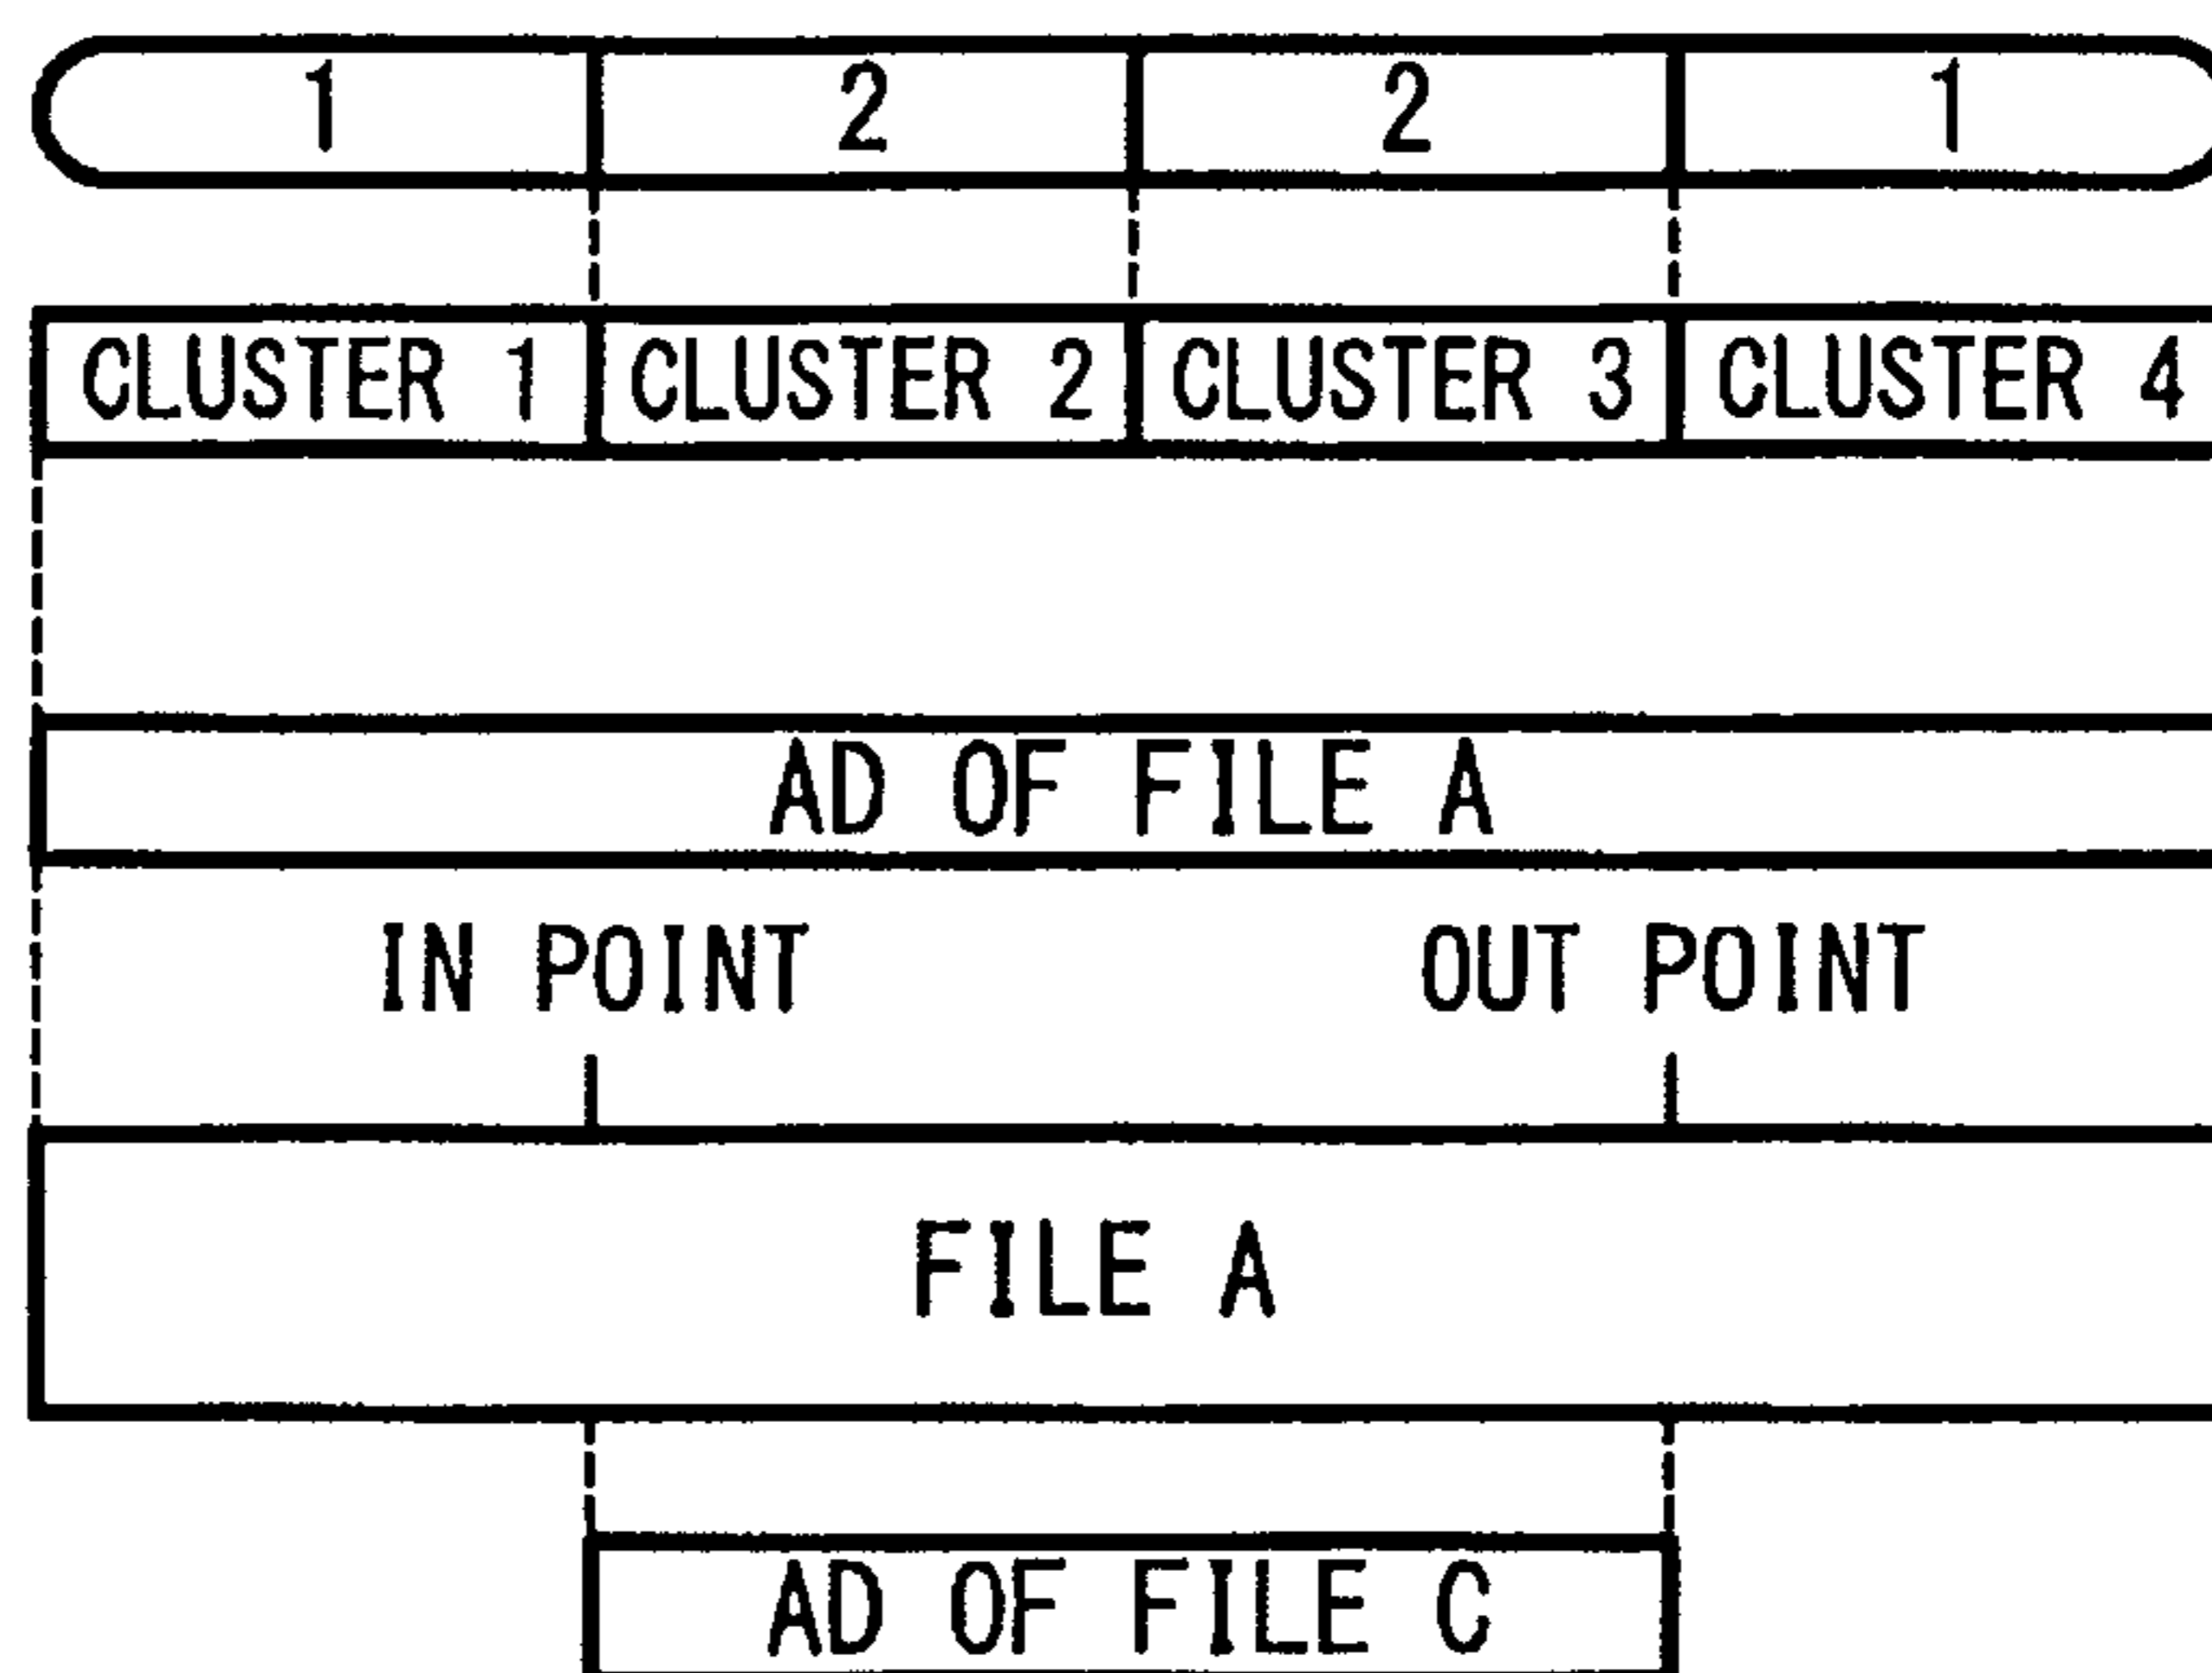 1 2 2 1
CLUSTER 1 CLUSTER 2 CLUSTER 3 CLUSTER 4
AD OF FILE A
IN POINT OUT POINT
FILE A
AD OF FILE C